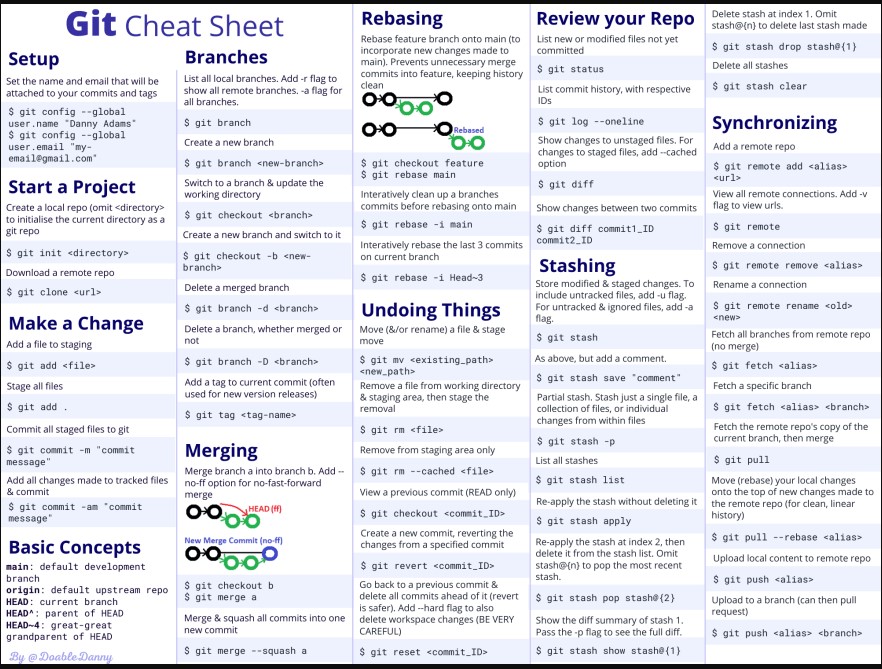 Git Cheat Sheet
Setup
Set the name and email that will be
attached to your commits and tags
$ git config --global
user.name "Danny Adams"
$ git config --global
user.email "my-
email@gmail.com"
Start a Project
Create a local repo (omit <directory>
to initialise the current directory as a
git repo
$ git init <directory>
Download a remote repo
$ git clone <url>
Make a Change
Add a file to staging
$ git add <file>
Stage all files
$ git add .
Commit all staged files to git
$ git commit -m "commit
message"
Add all changes made to tracked files
& commit
$ git commit -am "commit
message"
Basic Concepts
main: default development
branch
origin: default upstream repo
HEAD: current branch
HEAD^: parent of HEAD
HEAD~4: great-great
grandparent of HEAD
By @DoableDanny
Branches
List all local branches. Add -r flag to
show all remote branches. -a flag for
all branches.
$ git branch
Create a new branch
$ git branch <new-branch>
Switch to a branch & update the
working directory
$ git checkout <branch>
Create a new branch and switch to it
$ git checkout -b <new-
branch>
Delete a merged branch
$ git branch -d <branch>
Delete a branch, whether merged or
not
$ git branch -D <branch>
Add a tag to current commit (often
used for new version releases)
$ git tag <tag-name>
Merging
Merge branch a into branch b. Add --
no-ff option for no-fast-forward
merge
HEAD (ff)
New Merge Commit (no-ff)
$ git checkout b
$ git merge a
Merge & squash all commits into one
new commit
$ git merge --squash a
Rebasing
Rebase feature branch onto main (to
incorporate new changes made to
main). Prevents unnecessary merge
commits into feature, keeping history
clean
Rebased
$ git checkout feature
$ git rebase main
Interatively clean up a branches
commits before rebasing onto main
$ git rebase -i main
Interatively rebase the last 3 commits
on current branch
$ git rebase -i Head~3
Undoing Things
Move (&/or rename) a file & stage
move
$ git mv <existing_path>
<new_path>
Remove a file from working directory
& staging area, then stage the
removal
$ git rm <file>
Remove from staging area only
$ git rm --cached <file>
View a previous commit (READ only)
$ git checkout <commit_ID>
Create a new commit, reverting the
changes from a specified commit
$ git revert <commit_ID>
Go back to a previous commit &
delete all commits ahead of it (revert
is safer). Add --hard flag to also
delete workspace changes (BE VERY
CAREFUL)
$ git reset <commit_ID>
Review your Repo
List new or modified files not yet
committed
$ git status
List commit history, with respective
IDs
$ git log --oneline
Show changes to unstaged files. For
changes to staged files, add --cached
option
$ git diff
Show changes between two commits
$ git diff commit1_ID
commit2_ID
Stashing
Store modified & staged changes. To
include untracked files, add -u flag.
For untracked & ignored files, add -a
flag.
$ git stash
As above, but add a comment.
$ git stash save "comment"
Partial stash. Stash just a single file, a
collection of files, or individual
changes from within files
$ git stash -p
List all stashes
$ git stash list
Re-apply the stash without deleting it
$ git stash apply
Re-apply the stash at index 2, then
delete it from the stash list. Omit
stash@{n} to pop the most recent
stash.
$ git stash pop stash@{2}
Show the diff summary of stash 1.
Pass the -p flag to see the full diff.
$ git stash show stash@{1}
Delete stash at index 1. Omit
stash@{n} to delete last stash made
$ git stash drop stash@{1}
Delete all stashes
$ git stash clear
Synchronizing
Add a remote repo
$ git remote add <alias>
<url>
View all remote connections. Add -v
flag to view urls.
$ git remote
Remove a connection
$ git remote remove <alias>
Rename a connection
$ git remote rename <old>
<new>
Fetch all branches from remote repo
(no merge)
$ git fetch <alias>
Fetch a specific branch
$ git fetch <alias> <branch>
Fetch the remote repo's copy of the
current branch, then merge
$ git pull
Move (rebase) your local changes
onto the top of new changes made to
the remote repo (for clean, linear
history)
$ git pull --rebase <alias>
Upload local content to remote repo
$ git push <alias>
Upload to a branch (can then pull
request)
$ git push <alias> <branch>